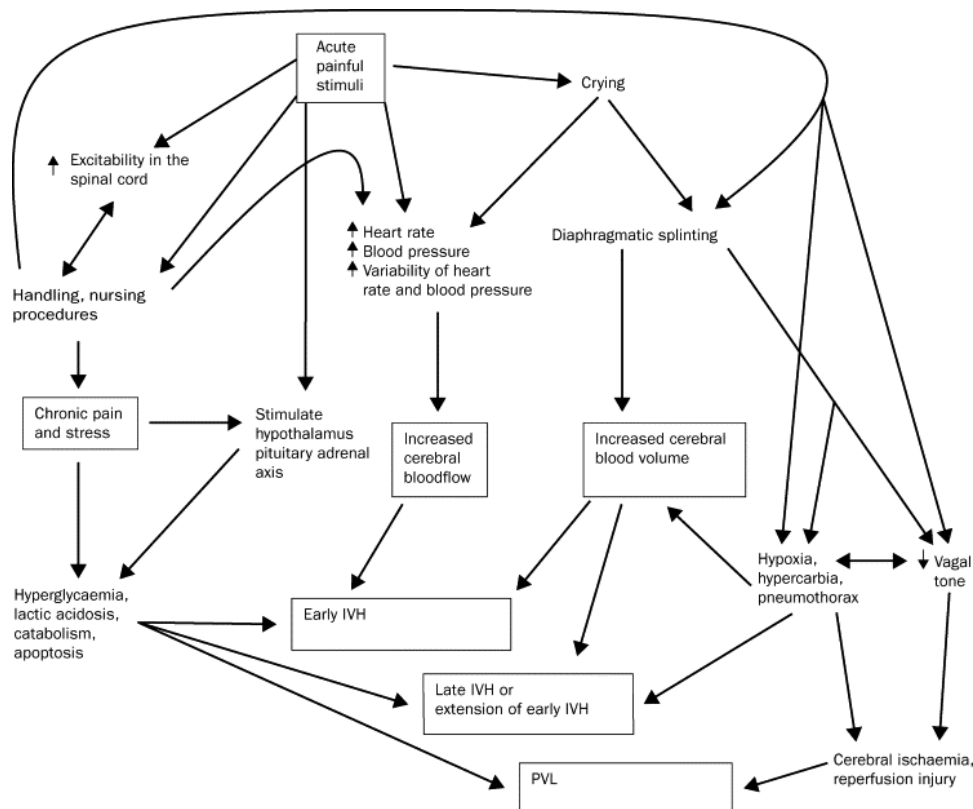 Acute
painful
stimuli
Crying
Excitability in the
spinal cord
Heart rate
Blood pressure
Variability of heart
rate and blood pressure
Diaphragmatic splinting
Handling, nursing
procedures
Chronic pain
and stress
Stimulate
hypothalamus
pituitary adrenal
axis
Increased
cerebral
bloodflow
Increased cerebral
blood volume
Hypoxia,
hypercarbia,
pneumothorax
Vagal
tone
Hyperglycaemia,
lactic acidosis,
catabolism,
apoptosis
Early IVH
Late IVH or
extension of early IVH
Cerebral ischaemia,
reperfusion injury
PVL